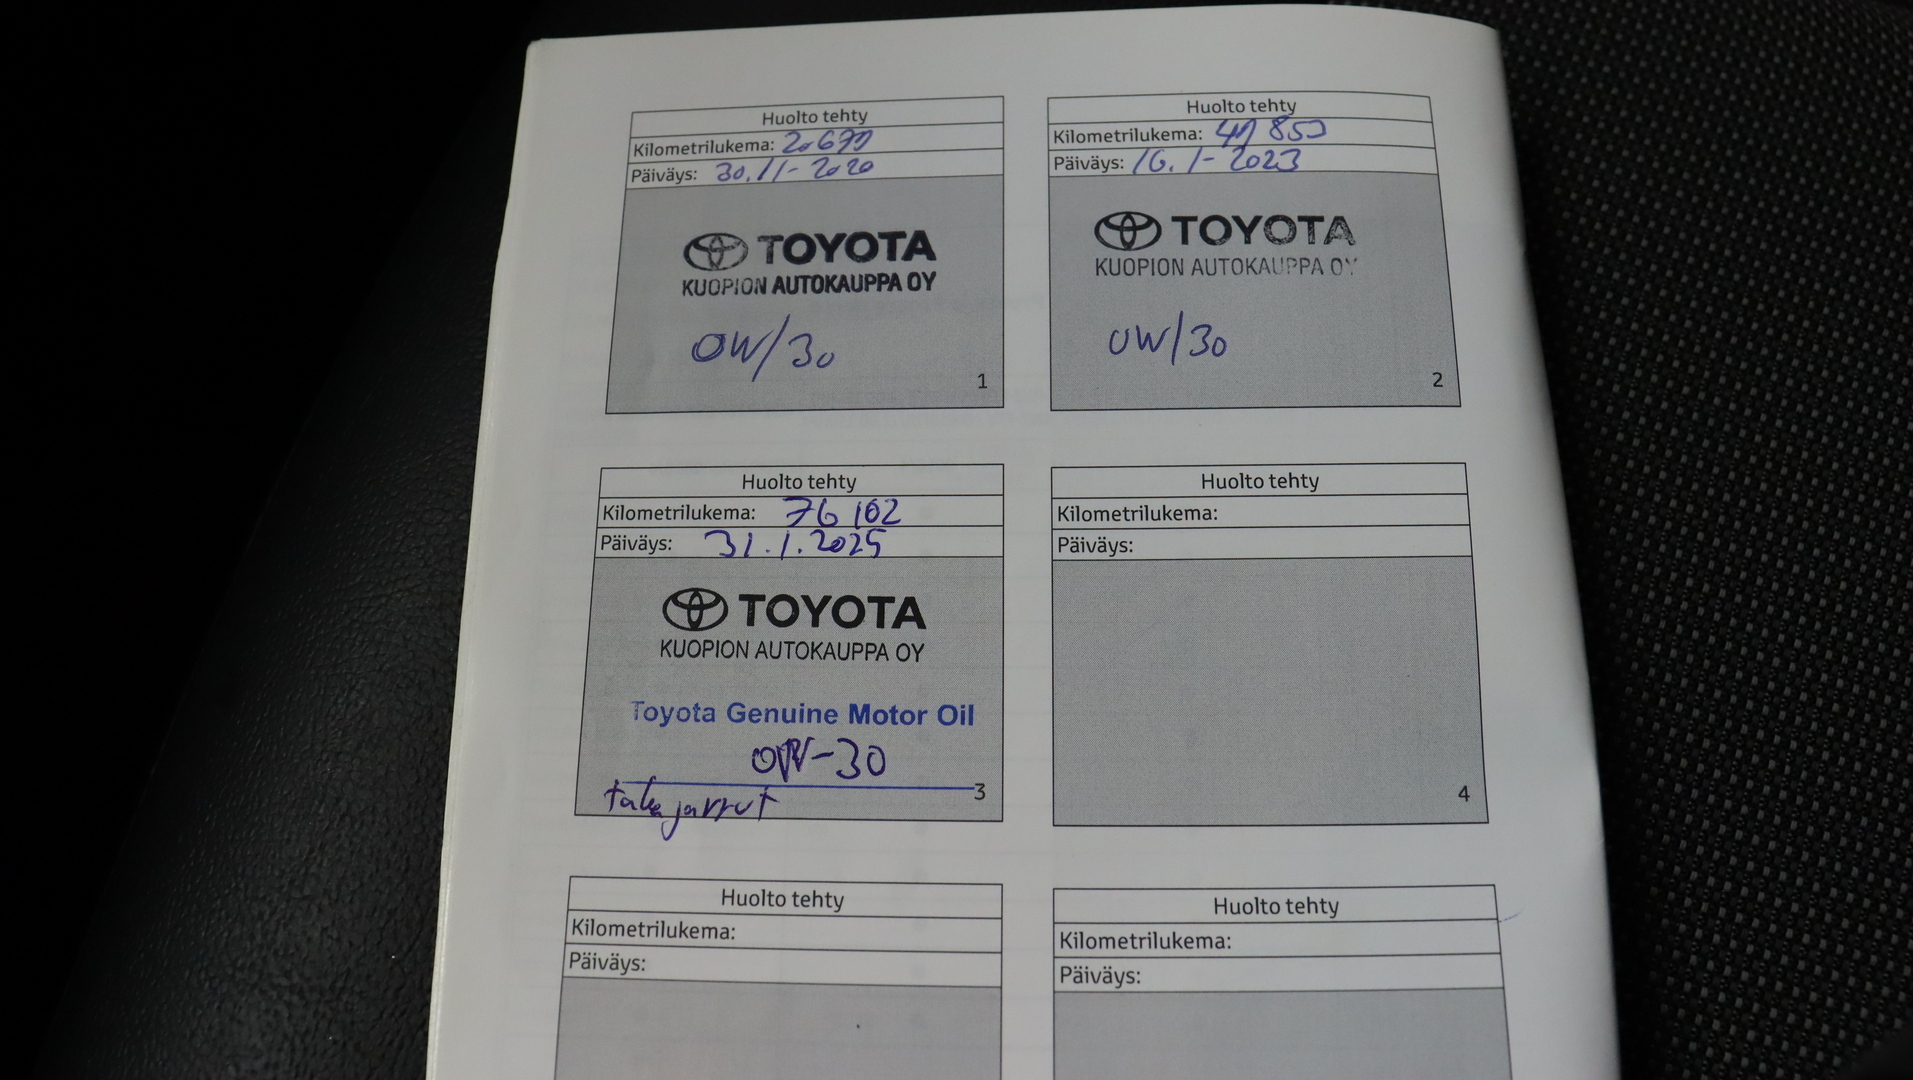 Huolto tehty
Kilometrilukema:
Päiväys: 30.11-2020
TOYOTA
KUOPION AUTOKAUPPA OY
0W/30
1
Huolto tehty
Kilometrilukema:
Päiväys: 16.1-2023
TOYOTA
KUOPION AUTOKAUPPA OY
0W/30
2
Huolto tehty
Kilometrilukema: 76 102
Päiväys: 31.1.2025
TOYOTA
KUOPION AUTOKAUPPA OY
Toyota Genuine Motor Oil
0W-30
3
takajarrut
Huolto tehty
Kilometrilukema:
Päiväys:
4
Huolto tehty
Kilometrilukema:
Päiväys:
Huolto tehty
Kilometrilukema:
Päiväys: